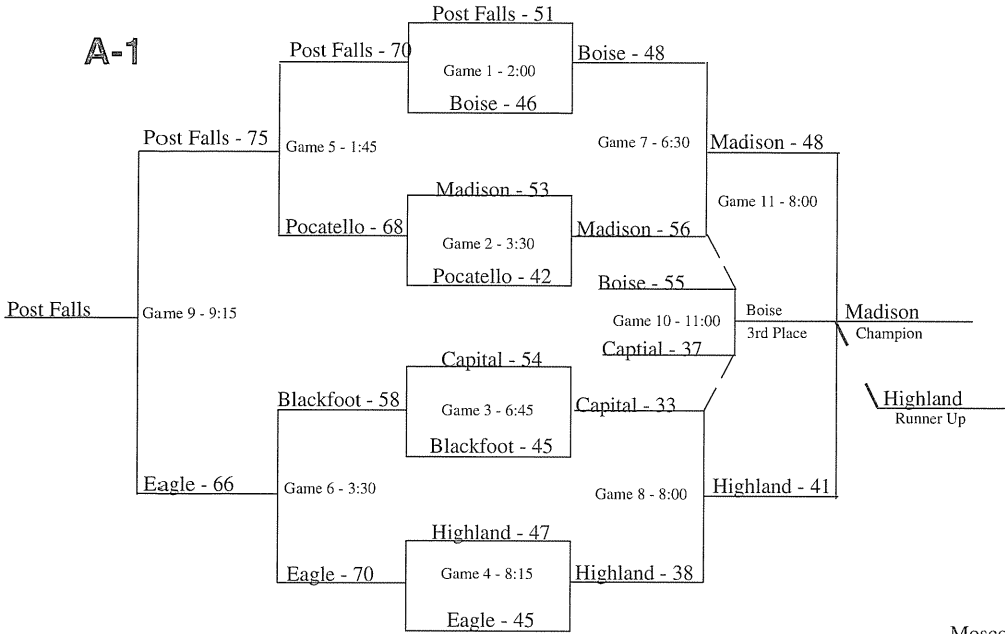 A-1
Post Falls - 51
Post Falls - 70
Game 1 - 2:00
Boise - 48
Boise - 46
Post Falls - 75
Game 5 - 1:45
Game 7 - 6:30
Madison - 48
Madison - 53
Game 11 - 8:00
Pocatello - 68
Game 2 - 3:30
Madison - 56
Pocatello - 42
Boise - 55
Post Falls
Game 9 - 9:15
Game 10 - 11:00
Boise
3rd Place
Madison
Champion
Captial - 37
Capital - 54
Blackfoot - 58
Game 3 - 6:45
Capital - 33
Highland
Runner Up
Blackfoot - 45
Eagle - 66
Game 6 - 3:30
Game 8 - 8:00
Highland - 41
Highland - 47
Eagle - 70
Game 4 - 8:15
Highland - 38
Eagle - 45